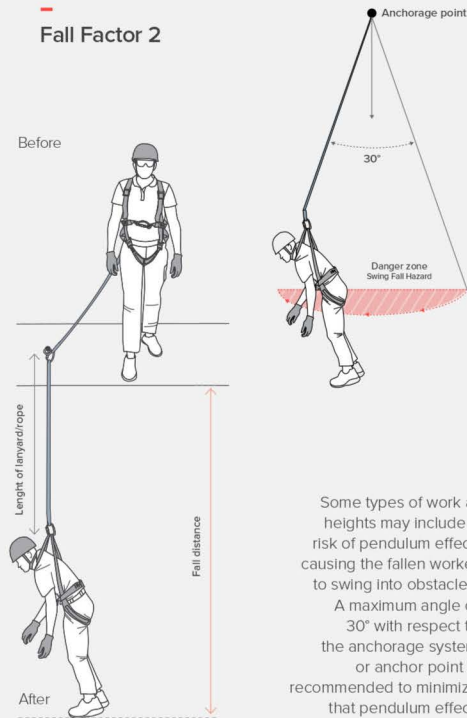 Fall Factor 2
Anchorage point
Before
30°
Danger zone
Swing Fall Hazard
Lenght of lanyard/rope
Fall distance
Some types of work a
heights may include
risk of pendulum effec
causing the fallen worke
to swing into obstacle
A maximum angle o
30° with respect t
the anchorage system
or anchor point
recommended to minimiz
that pendulum effec
After